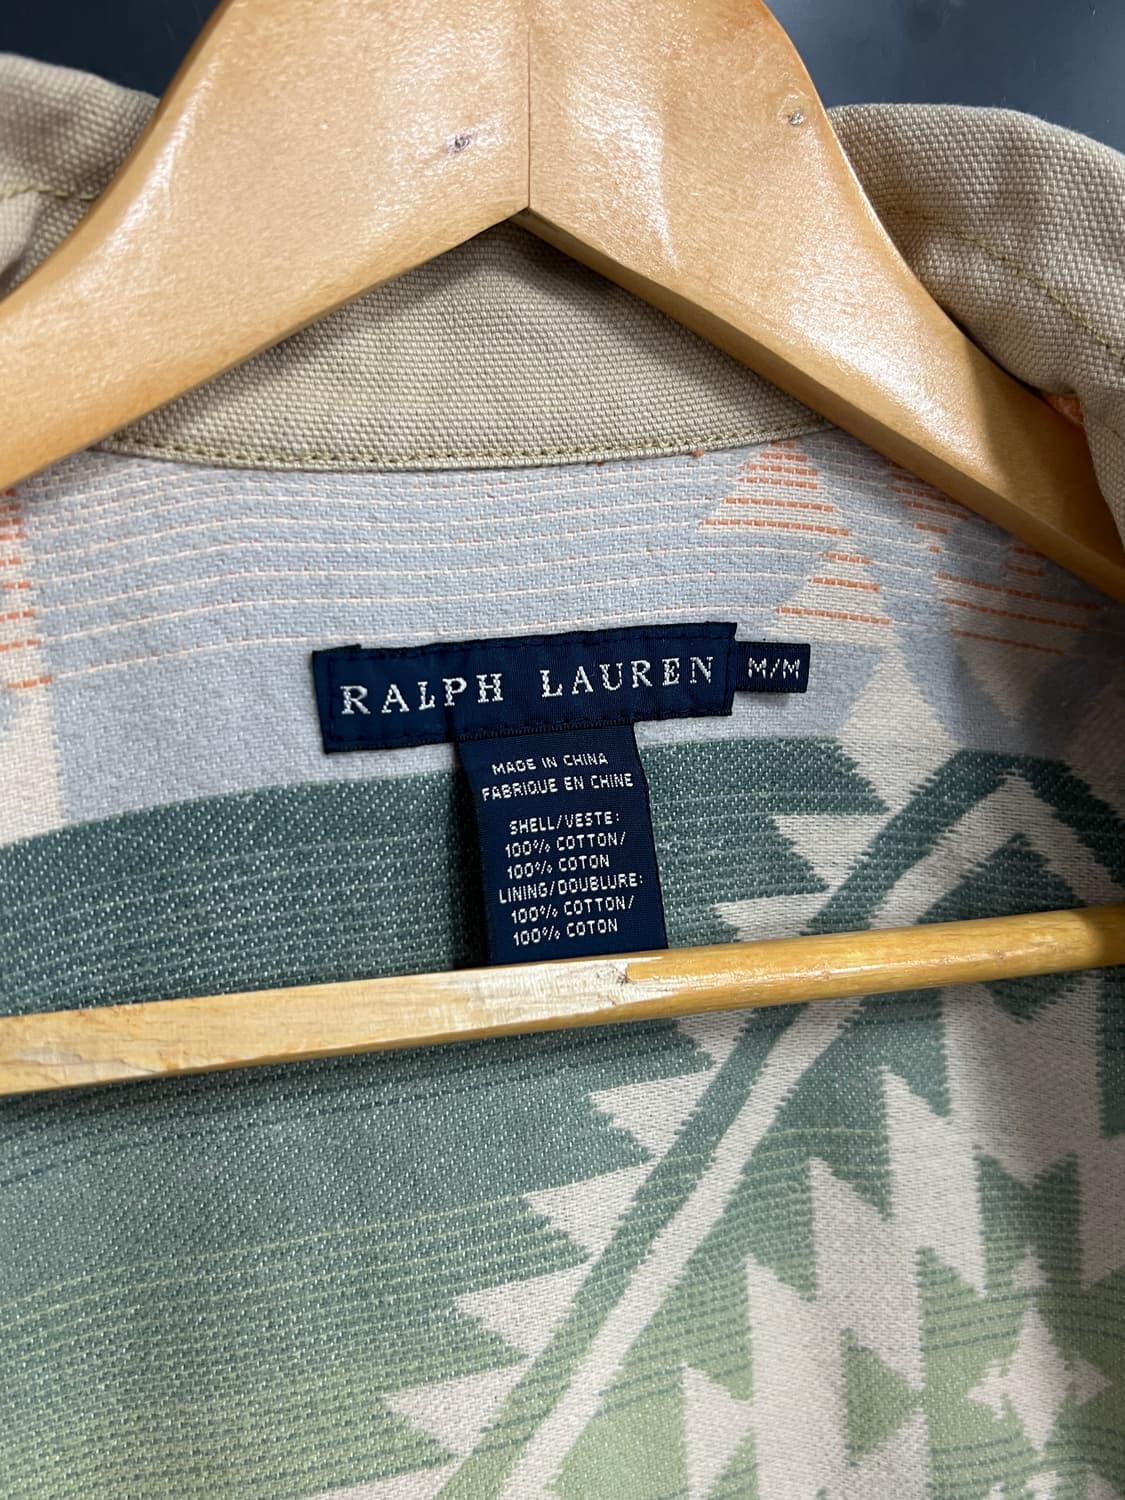 RALPH LAUREN
M/M
MADE IN CHINA
FABRIQUE EN CHINE
SHELL/VESTE:
100% COTTON/
100% COTON
LINING/DOUBLURE:
100% COTTON/
100% COTON